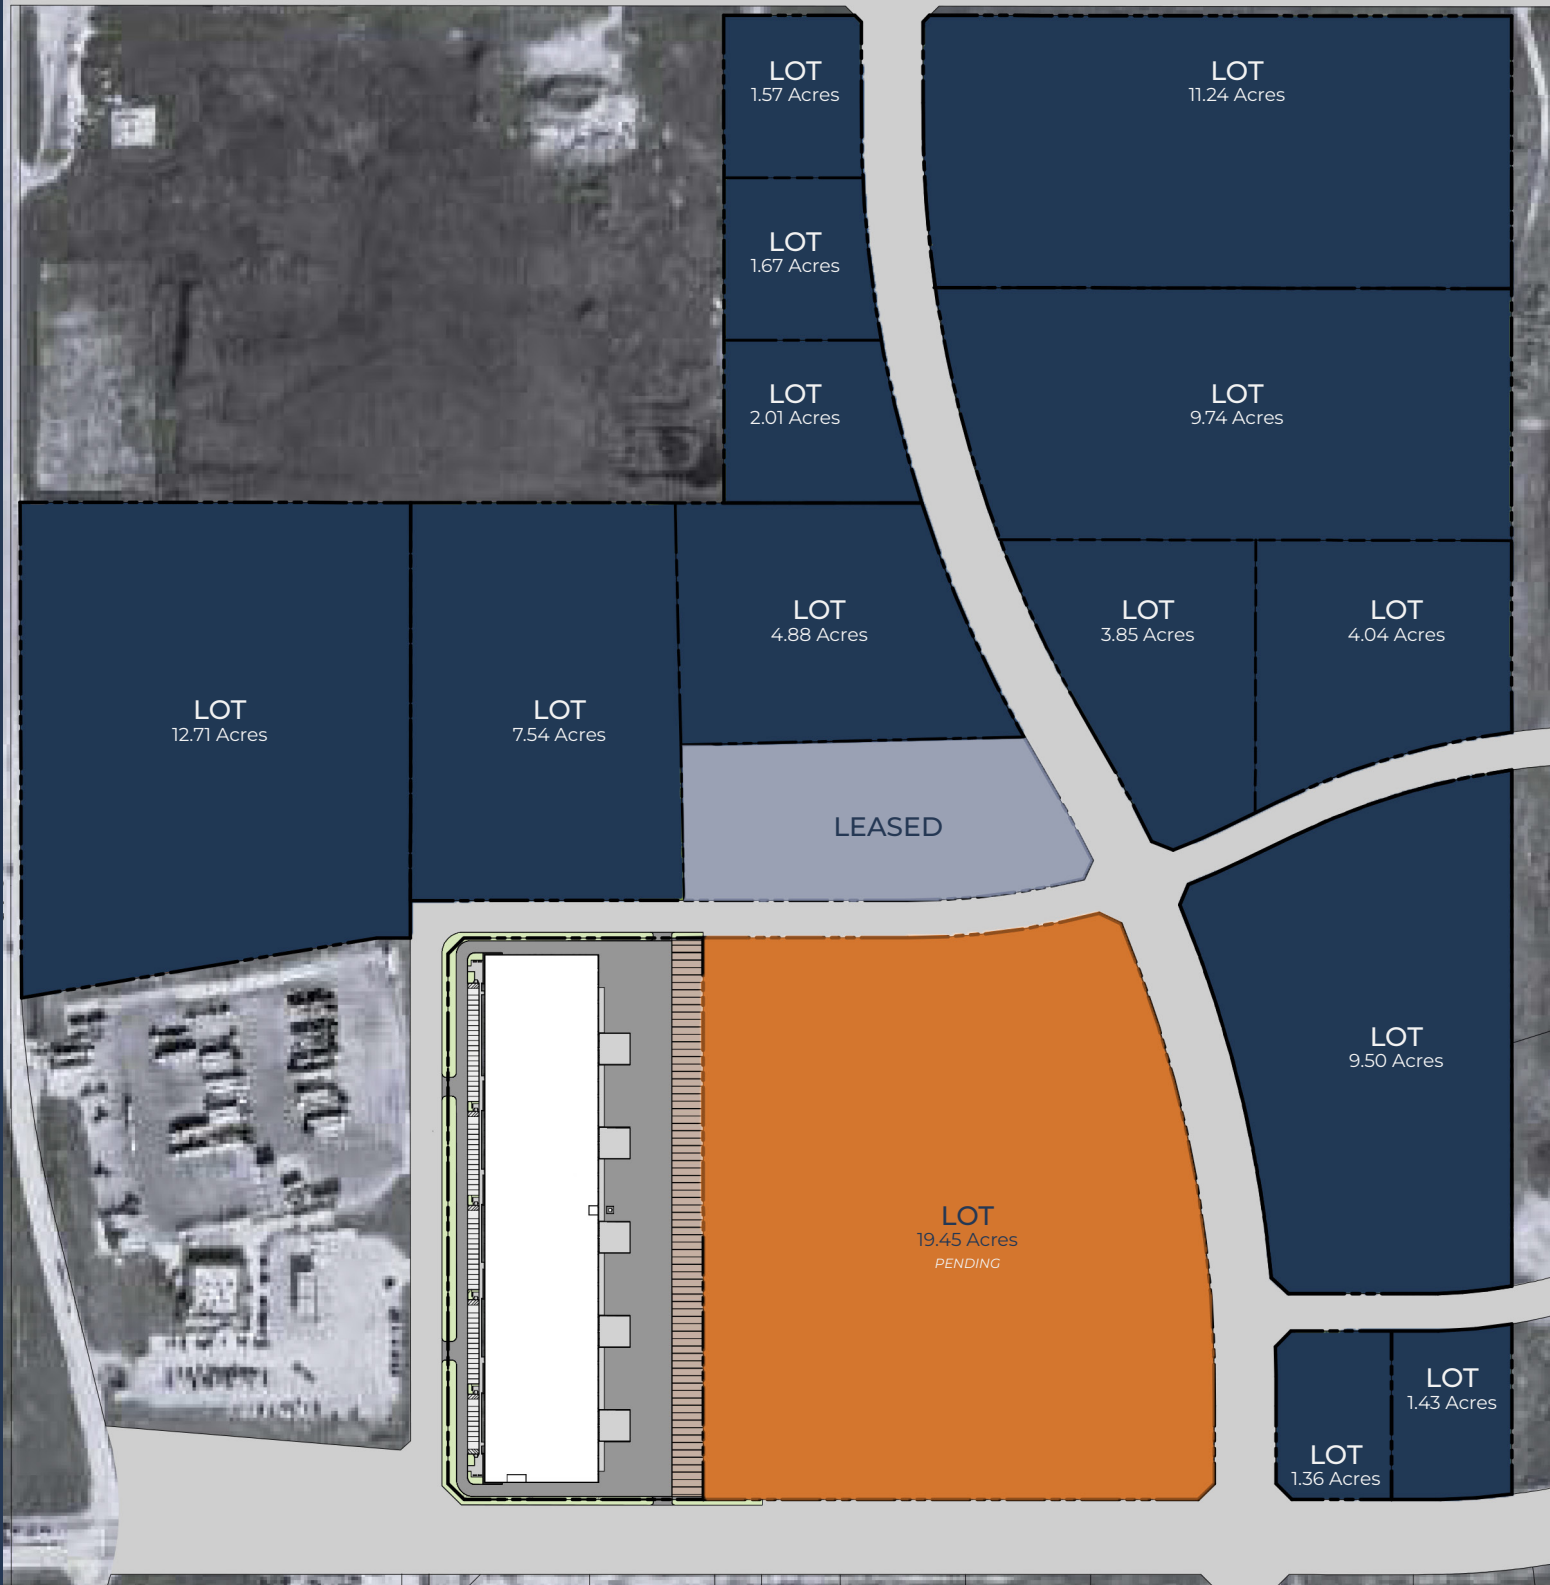 LOT
1.57 Acres
LOT
11.24 Acres
LOT
1.67 Acres
LOT
2.01 Acres
LOT
9.74 Acres
LOT
4.88 Acres
LOT
3.85 Acres
LOT
4.04 Acres
LOT
12.71 Acres
LOT
7.54 Acres
LEASED
LOT
9.50 Acres
LOT
19.45 Acres
PENDING
LOT
1.43 Acres
LOT
1.36 Acres